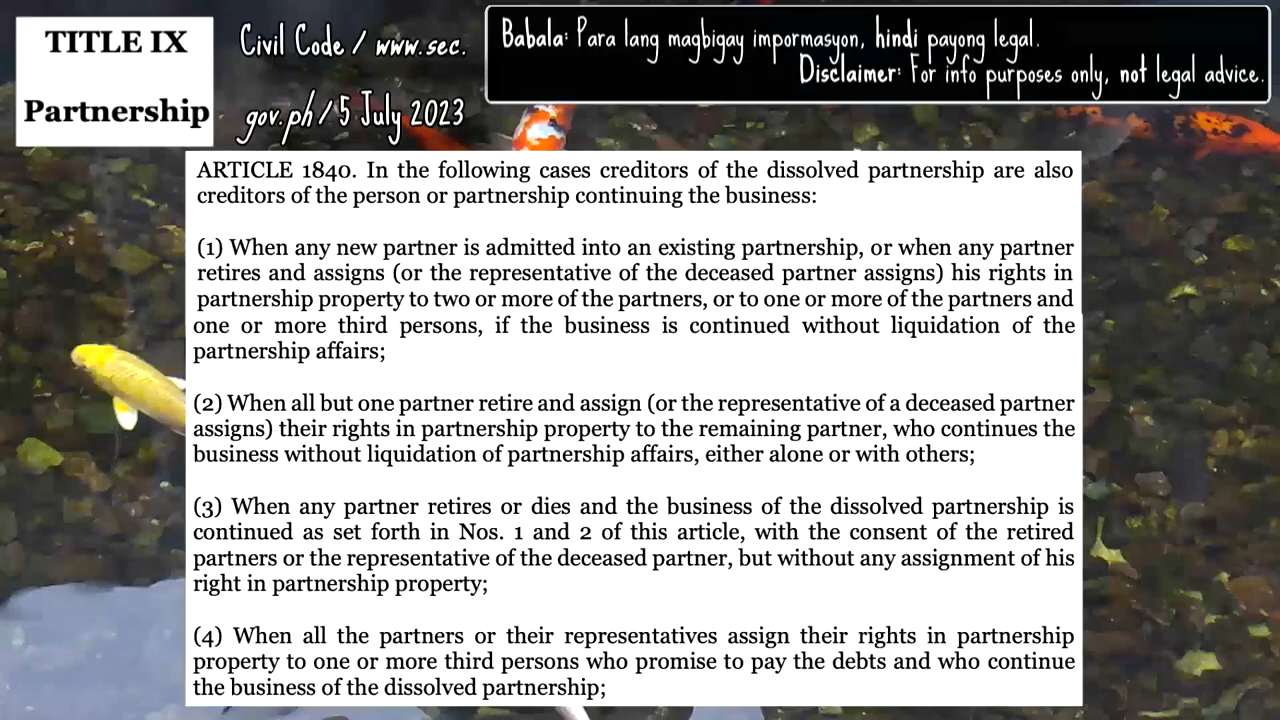 TITLE IX
Partnership
Civil Code / www.sec.
gov.ph / 5 July 2023
Babala: Para lang magbigay impormasyon, hindi payong legal.
Disclaimer: For info purposes only, not legal advice.
ARTICLE 1840. In the following cases creditors of the dissolved partnership are also
creditors of the person or partnership continuing the business:
(1) When any new partner is admitted into an existing partnership, or when any partner
retires and assigns (or the representative of the deceased partner assigns) his rights in
partnership property to two or more of the partners, or to one or more of the partners and
one or more third persons, if the business is continued without liquidation of the
partnership affairs;
(2) When all but one partner retire and assign (or the representative of a deceased partner
assigns) their rights in partnership property to the remaining partner, who continues the
business without liquidation of partnership affairs, either alone or with others;
(3) When any partner retires or dies and the business of the dissolved partnership is
continued as set forth in Nos. 1 and 2 of this article, with the consent of the retired
partners or the representative of the deceased partner, but without any assignment of his
right in partnership property;
(4) When all the partners or their representatives assign their rights in partnership
property to one or more third persons who promise to pay the debts and who continue
the business of the dissolved partnership;